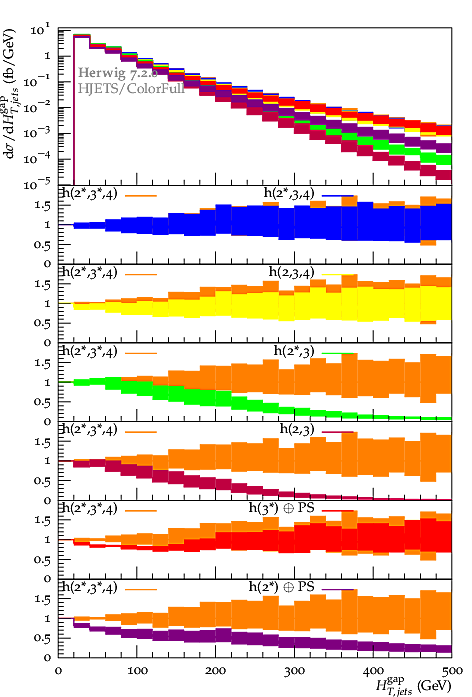 dσ/dH^gap_T,jets (fb/GeV)
10^1
1
10^−1
10^−2
10^−3
10^−4
10^−5
Herwig 7.2.0
HJETS/ColorFull
h(2*,3*,4) h(2*,3,4)
1.5
1
0.5
0
h(2*,3*,4) h(2,3,4)
1.5
1
0.5
0
h(2*,3*,4) h(2*,3)
1.5
1
0.5
0
h(2*,3*,4) h(2,3)
1.5
1
0.5
0
h(2*,3*,4) h(3*) ⊕ PS
1.5
1
0.5
0
h(2*,3*,4) h(2*) ⊕ PS
1.5
1
0.5
0
0 100 200 300 400 500
H^gap_T,jets (GeV)